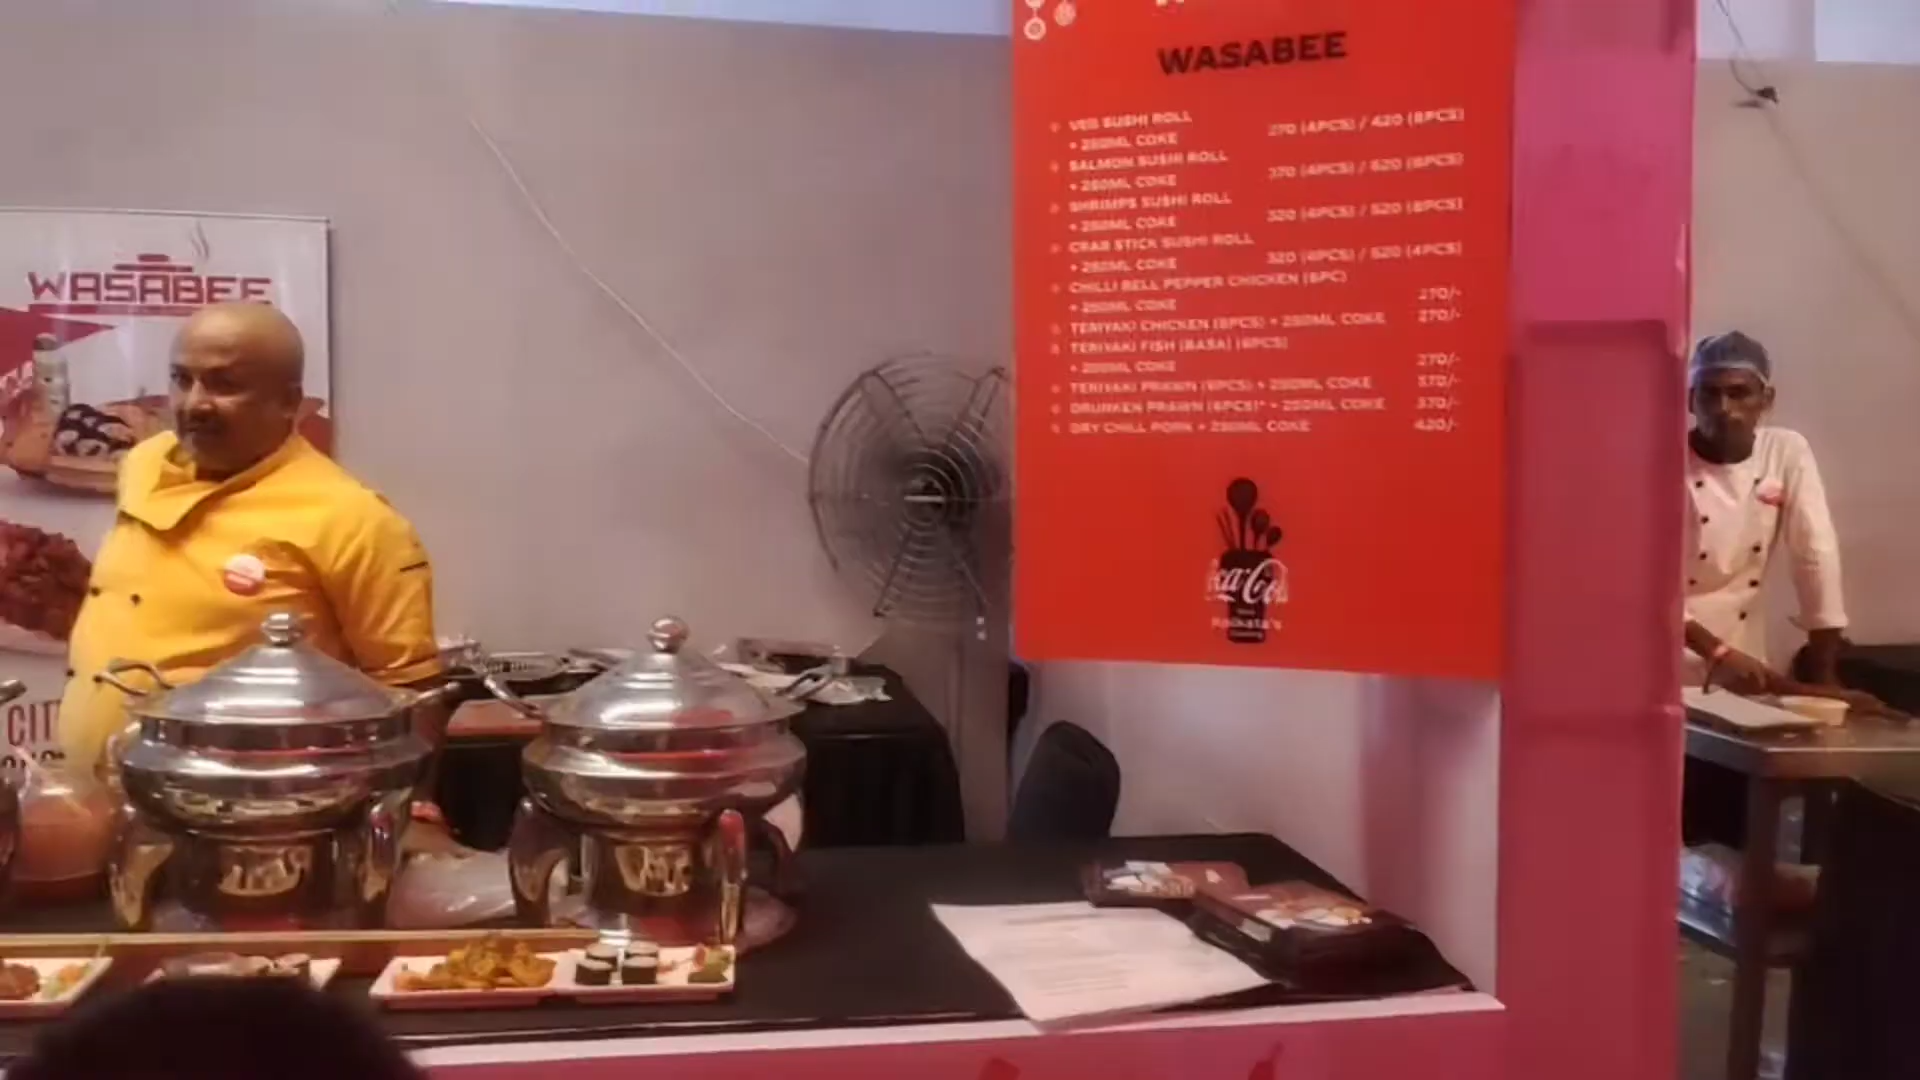 WASABEE
VEG SUSHI ROLL
+ 250ML COKE 270 (4PCS) / 420 (8PCS)
SALMON SUSHI ROLL
+ 250ML COKE 370 (4PCS) / 620 (8PCS)
SHRIMPS SUSHI ROLL
+ 250ML COKE 320 (4PCS) / 520 (8PCS)
CRAB STICK SUSHI ROLL
+ 250ML COKE 320 (4PCS) / 520 (4PCS)
CHILLI BELL PEPPER CHICKEN (6PC)
+ 250ML COKE 270/-
TERIYAKI CHICKEN (6PCS) + 250ML COKE 270/-
TERIYAKI FISH (BASA) (6PCS)
+ 250ML COKE 270/-
TERIYAKI PRAWN (6PCS) + 250ML COKE 370/-
DRUNKEN PRAWN (6PCS)* + 250ML COKE 370/-
DRY CHILL PORK + 250ML COKE 420/-
Coca-Cola
Kolkata's
WASABEE
CIT